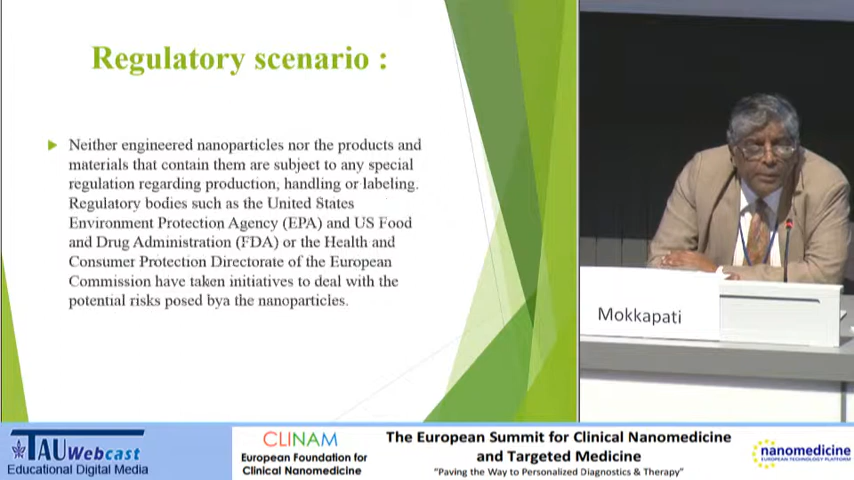 Regulatory scenario :
Neither engineered nanoparticles nor the products and
materials that contain them are subject to any special
regulation regarding production, handling or labeling.
Regulatory bodies such as the United States
Environment Protection Agency (EPA) and US Food
and Drug Administration (FDA) or the Health and
Consumer Protection Directorate of the European
Commission have taken initiatives to deal with the
potential risks posed bya the nanoparticles.
Mokkapati
TAU Webcast
Educational Digital Media
CLINAM
European Foundation for
Clinical Nanomedicine
The European Summit for Clinical Nanomedicine
and Targeted Medicine
"Paving the Way to Personalized Diagnostics & Therapy"
nanomedicine
EUROPEAN TECHNOLOGY PLATFORM